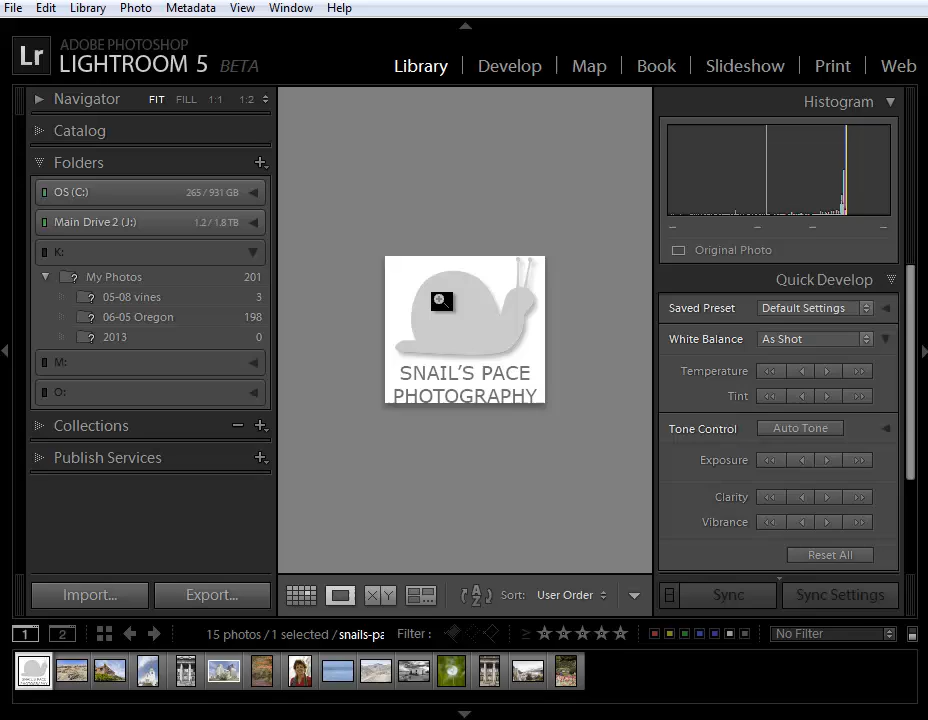 File Edit Library Photo Metadata View Window Help
Lr
ADOBE PHOTOSHOP
LIGHTROOM 5 BETA
Library | Develop | Map | Book | Slideshow | Print | Web
Navigator FIT FILL 1:1 1:2
Histogram
Catalog
Folders
OS (C:) 265 / 931 GB
Main Drive 2 (J:) 1.2 / 1.8 TB
K:
My Photos 201
05-08 vines 3
06-05 Oregon 198
2013 0
M:
O:
Collections
Publish Services
Import... Export...
SNAIL'S PACE
PHOTOGRAPHY
Original Photo
Quick Develop
Saved Preset Default Settings
White Balance As Shot
Temperature
Tint
Tone Control Auto Tone
Exposure
Clarity
Vibrance
Reset All
XY
Sort: User Order
Sync Sync Settings
1 2 15 photos / 1 selected / snails-pa Filter : No Filter
SNAIL'S PACE
PHOTOGRAPHY